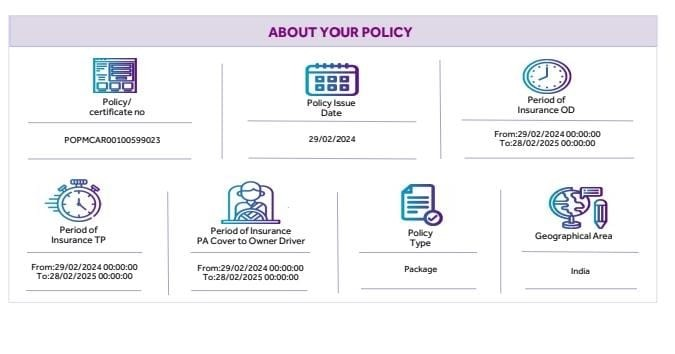 ABOUT YOUR POLICY
Policy/
certificate no
POPMCAR00100599023
Policy Issue
Date
29/02/2024
Period of
Insurance OD
From:29/02/2024 00:00:00
To:28/02/2025 00:00:00
Period of
Insurance TP
From:29/02/2024 00:00:00
To:28/02/2025 00:00:00
Period of Insurance
PA Cover to Owner Driver
From:29/02/2024 00:00:00
To:28/02/2025 00:00:00
Policy
Type
Package
Geographical Area
India